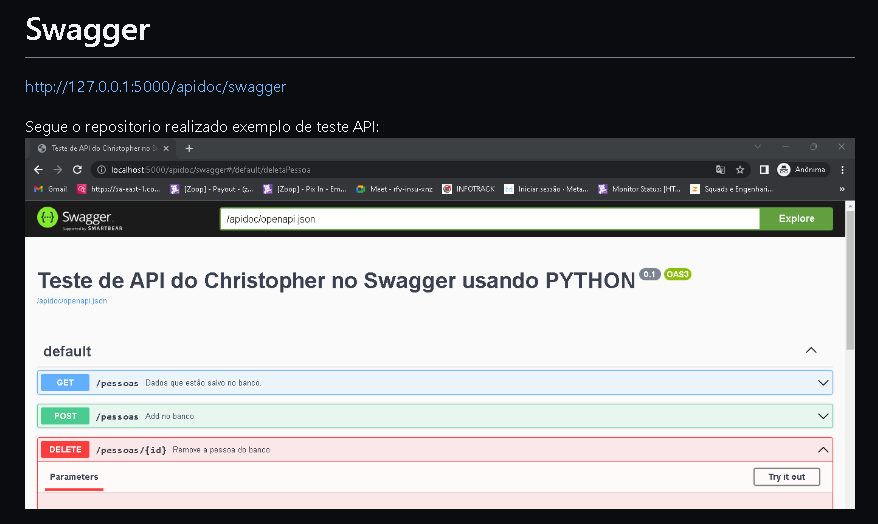 Swagger
http://127.0.0.1:5000/apidoc/swagger
Segue o repositorio realizado exemplo de teste API:
Teste de API do Christopher no S
localhost:5000/apidoc/swagger#/default/deletaPessoa
Anônima
Gmail https://sa-east-1.co... [Zoop] - Payout - (z... [Zoop] - Pix In - Em... Meet - rfv-insu-xnz INFOTRACK Iniciar sessão · Meta... Monitor Status: [HT... Squads e Engenhari... »
Swagger
Supported by SMARTBEAR
/apidoc/openapi.json
Explore
Teste de API do Christopher no Swagger usando PYTHON 0.1 OAS3
/apidoc/openapi.json
default
GET /pessoas Dados que estão salvo no banco.
POST /pessoas Add no banco.
DELETE /pessoas/{id} Remove a pessoa do banco
Parameters Try it out